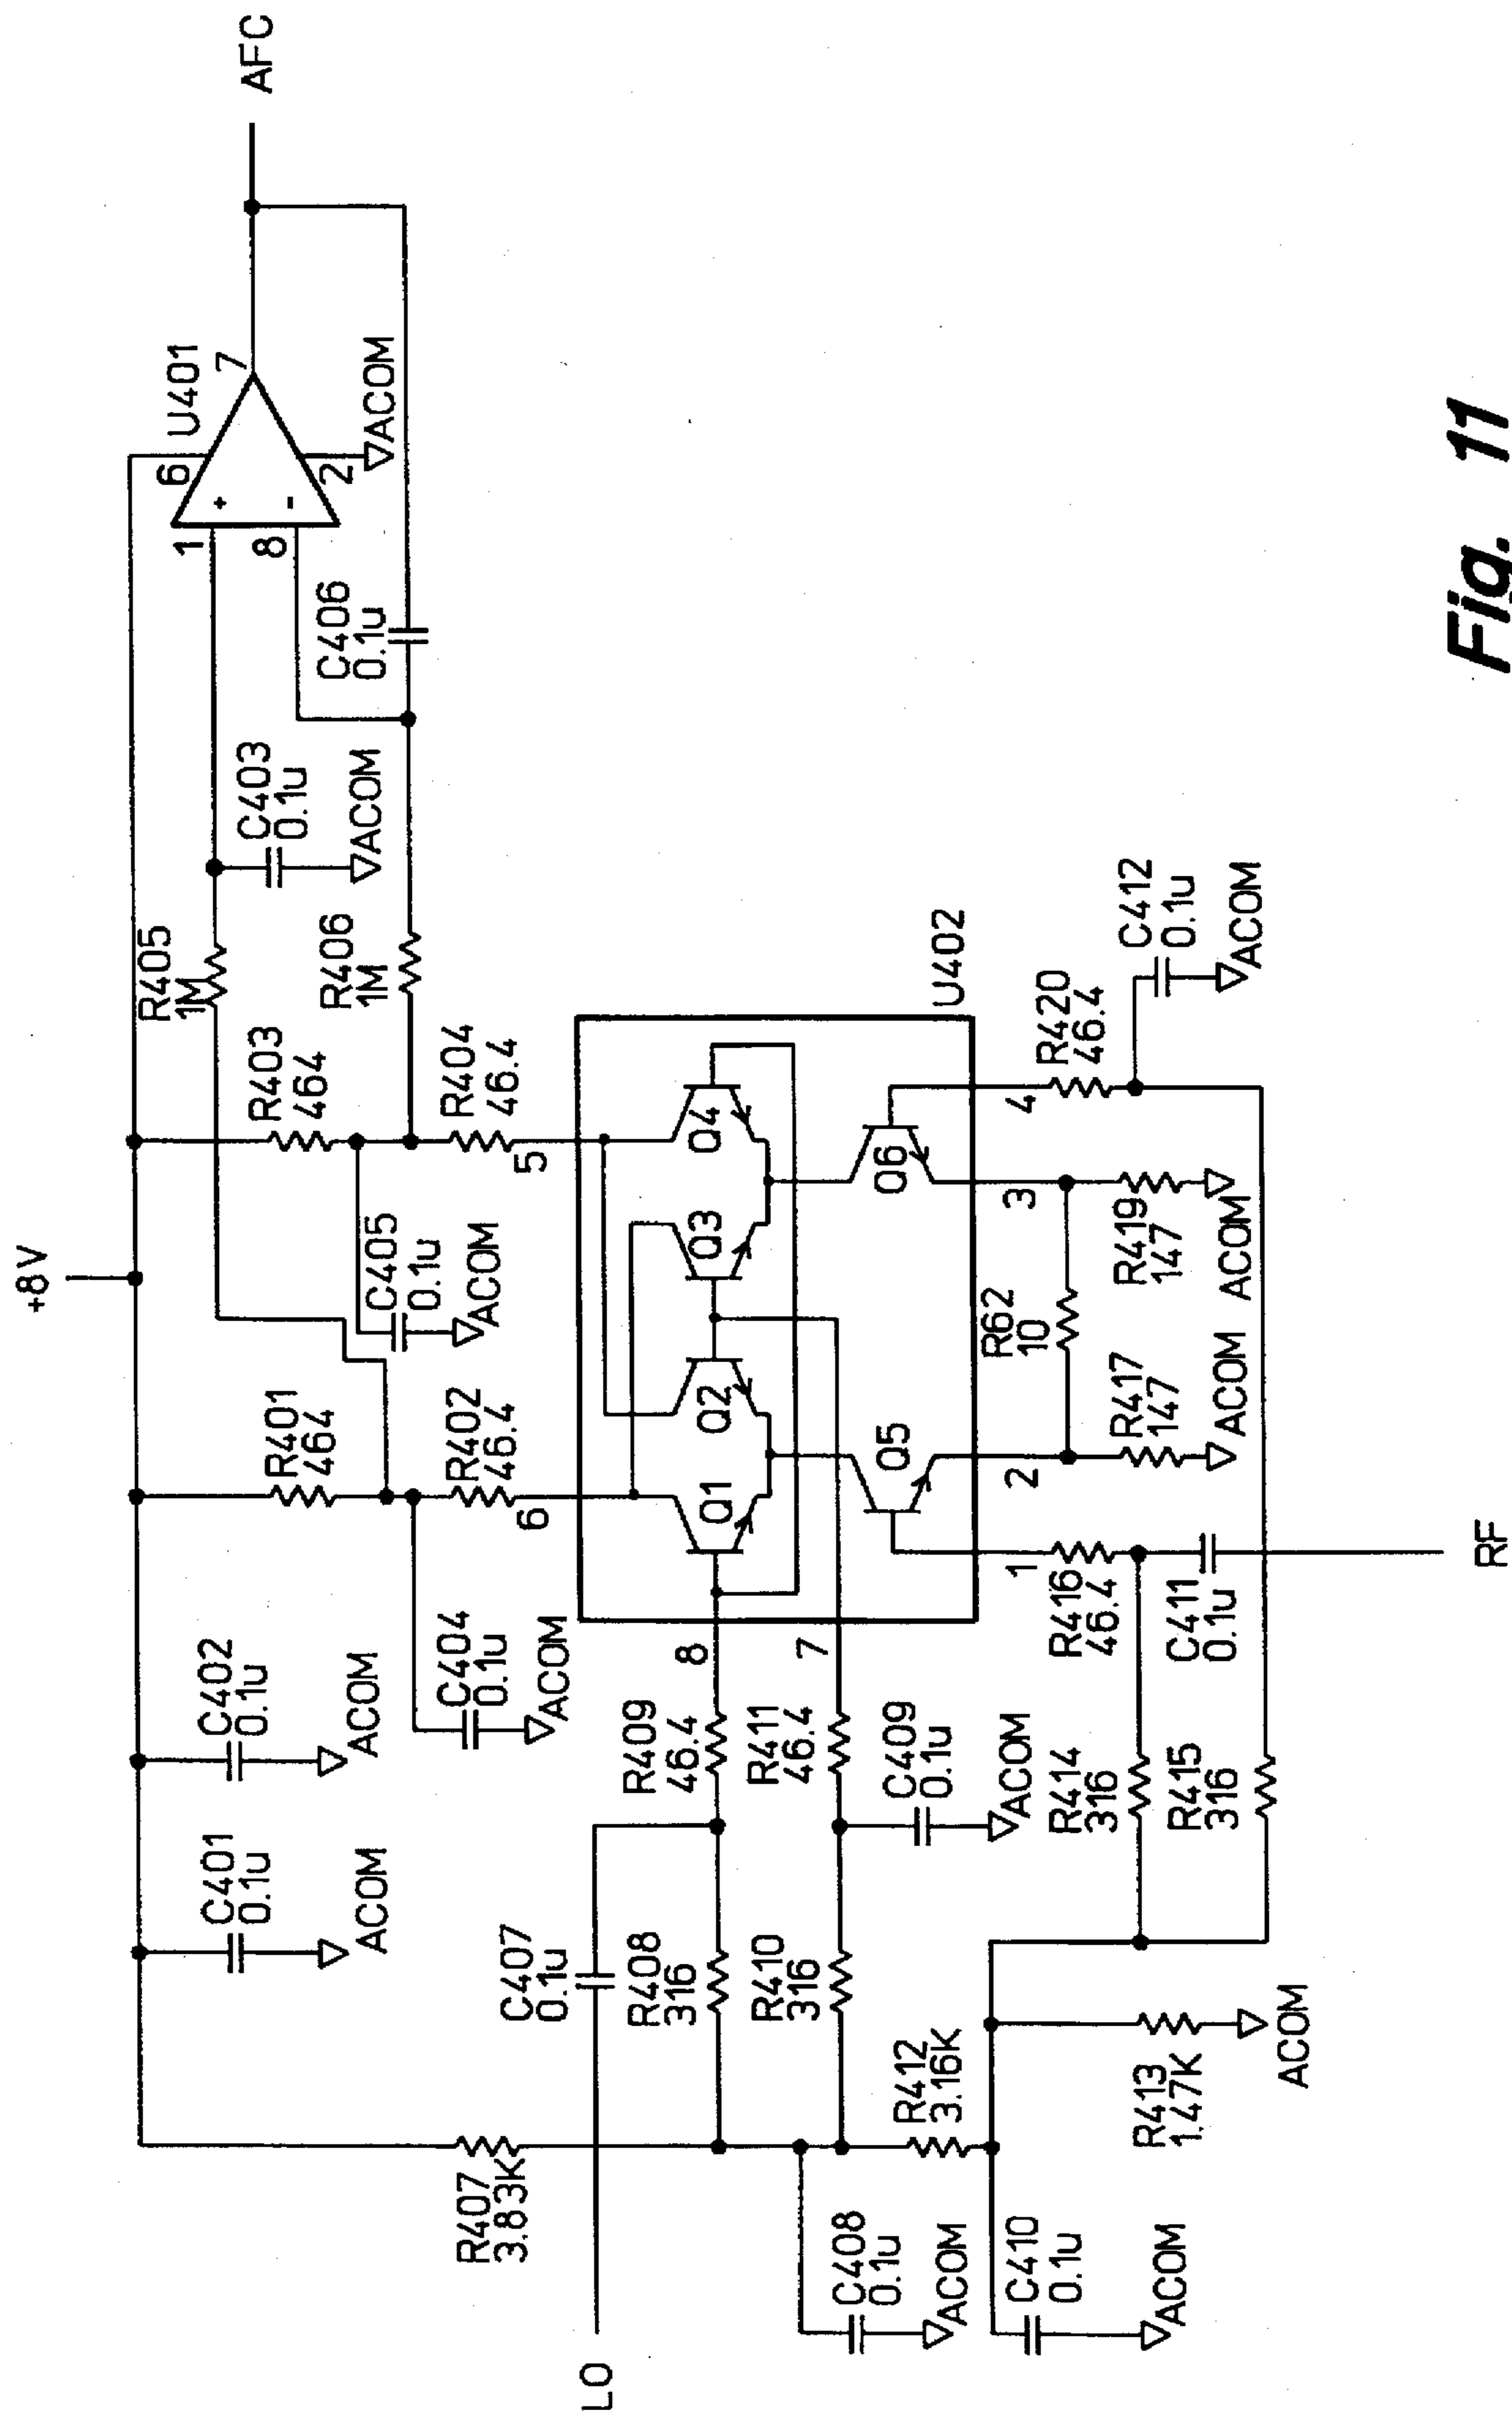 +8V
AFC
U401
6
7
1
8
2
+
-
ACOM
R405
1M
C403
0.1u
ACOM
C406
0.1u
R406
1M
R403
464
R404
46.4
5
C405
0.1u
ACOM
R401
464
R402
46.4
6
C402
0.1u
ACOM
C401
0.1u
ACOM
C404
0.1u
ACOM
U402
Q1
Q2
Q3
Q4
Q5
Q6
8
7
1
2
3
4
R409
46.4
R411
46.4
C409
0.1u
ACOM
C407
0.1u
R408
316
R410
316
LO
R407
3.83K
R412
3.16K
C408
0.1u
ACOM
C410
0.1u
ACOM
R413
1.47K
ACOM
R414
316
R415
316
R416
46.4
C411
0.1u
RF
R417
147
ACOM
R62
10
R419
147
ACOM
R420
46.4
C412
0.1u
ACOM
Fig. 11